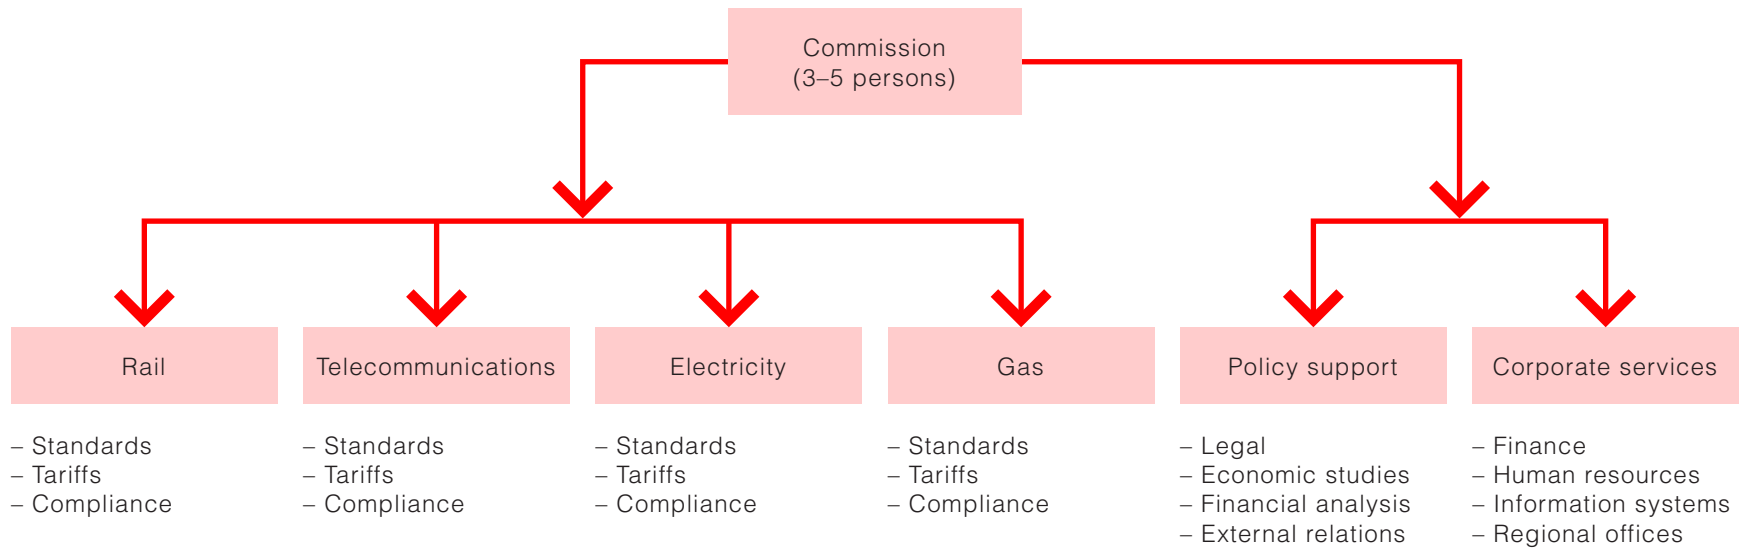 Commission
(3–5 persons)
Rail
Telecommunications
Electricity
Gas
Policy support
Corporate services
– Standards
– Tariffs
– Compliance
– Standards
– Tariffs
– Compliance
– Standards
– Tariffs
– Compliance
– Standards
– Tariffs
– Compliance
– Legal
– Economic studies
– Financial analysis
– External relations
– Finance
– Human resources
– Information systems
– Regional offices